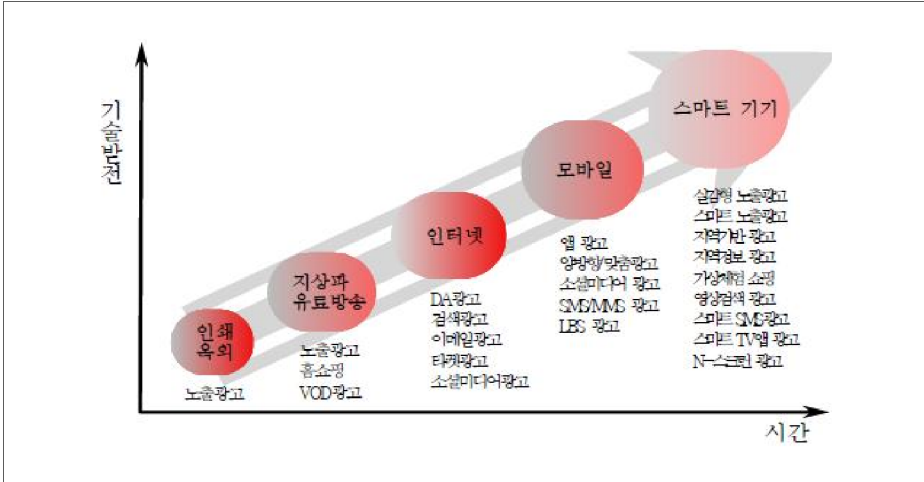 기술발전
인쇄
옥외
노출광고
지상파
유료방송
노출광고
홈쇼핑
VOD광고
인터넷
DA광고
검색광고
이메일광고
타켓광고
소셜미디어광고
모바일
앱 광고
양방향/맞춤광고
소셜미디어 광고
SMS/MMS 광고
LBS 광고
스마트 기기
실감형 노출광고
스마트 노출광고
지역기반 광고
지역정보 광고
가상체험 쇼핑
영상검색 광고
스마트 SMS광고
스마트 TV앱 광고
N-스크린 광고
시간